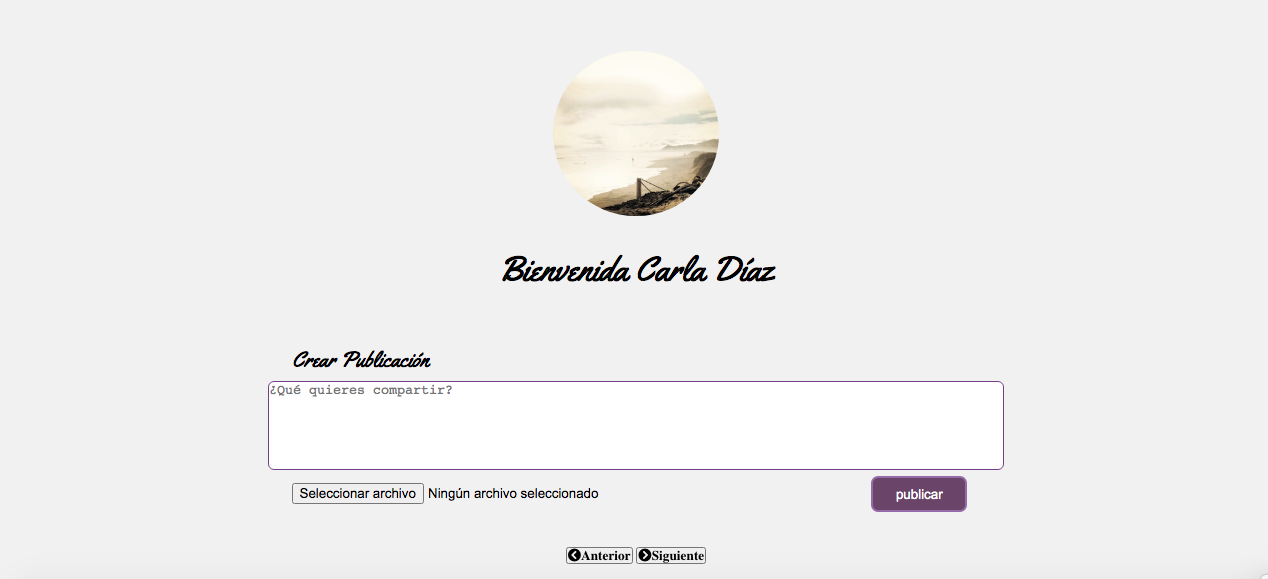 Bienvenida Carla Díaz
Crear Publicación
¿Qué quieres compartir?
Seleccionar archivo Ningún archivo seleccionado publicar
Anterior Siguiente